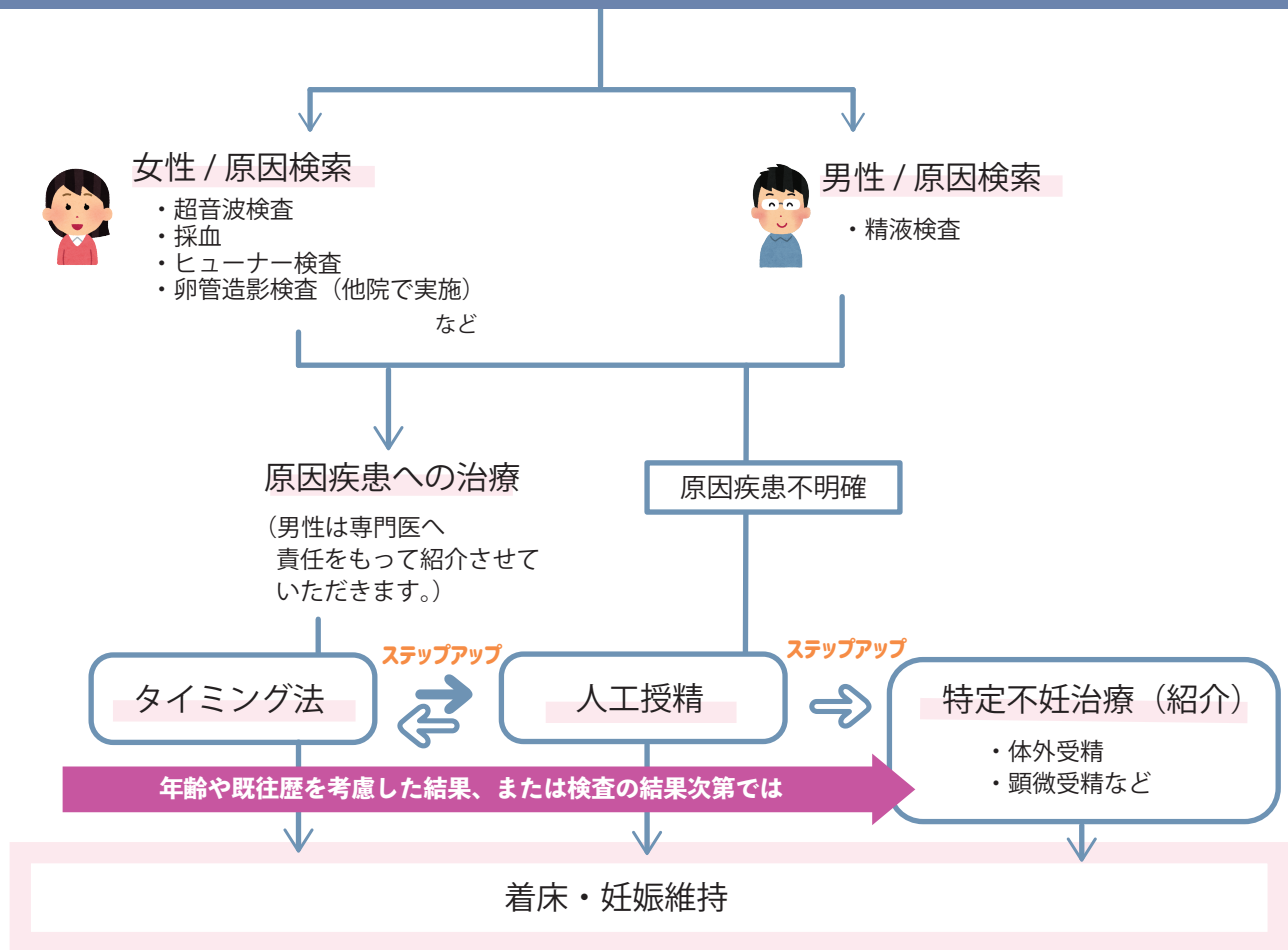 女性 / 原因検索
・超音波検査
・採血
・ヒューナー検査
・卵管造影検査（他院で実施）
など
男性 / 原因検索
・精液検査
原因疾患への治療
（男性は専門医へ
責任をもって紹介させて
いただきます。）
原因疾患不明確
タイミング法
ステップアップ
人工授精
ステップアップ
特定不妊治療（紹介）
・体外受精
・顕微受精など
年齢や既往歴を考慮した結果、または検査の結果次第では
着床・妊娠維持